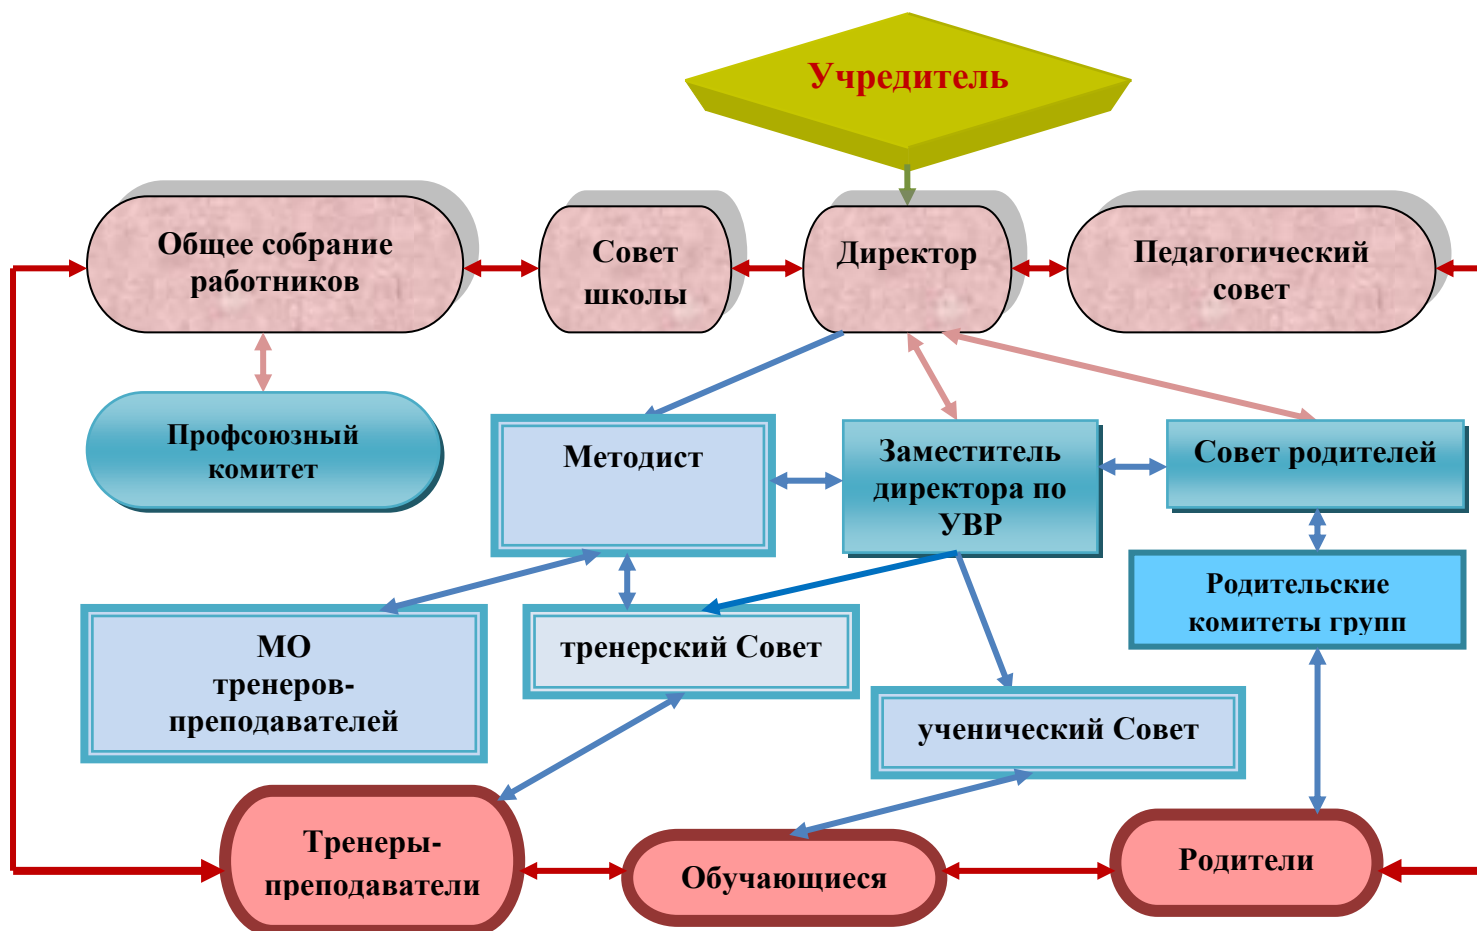 Учредитель
Общее собрание
работников
Совет
школы
Директор
Педагогический
совет
Профсоюзный
комитет
Методист
Заместитель
директора по
УВР
Совет родителей
Родительские
комитеты групп
МО
тренеров-
преподавателей
тренерский Совет
ученический Совет
Тренеры-
преподаватели
Обучающиеся
Родители